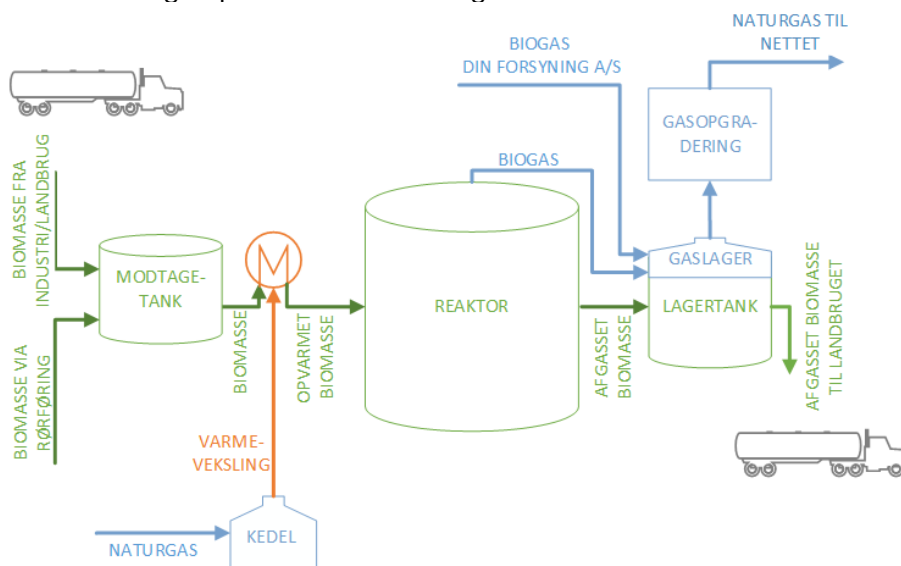 NATURGAS TIL
NETTET
BIOGAS
DIN FORSYNING A/S
GASOPGRA-
DERING
BIOGAS
BIOMASSE FRA
INDUSTRI/LANDBRUG
MODTAGE-
TANK
GASLAGER
REAKTOR
LAGERTANK
BIOMASSE
OPVARMET
BIOMASSE
AFGASSET
BIOMASSE
AFGASSET BIOMASSE
TIL LANDBRUGET
BIOMASSE VIA
RØRFØRING
VARME-
VEKSLING
NATURGAS
KEDEL